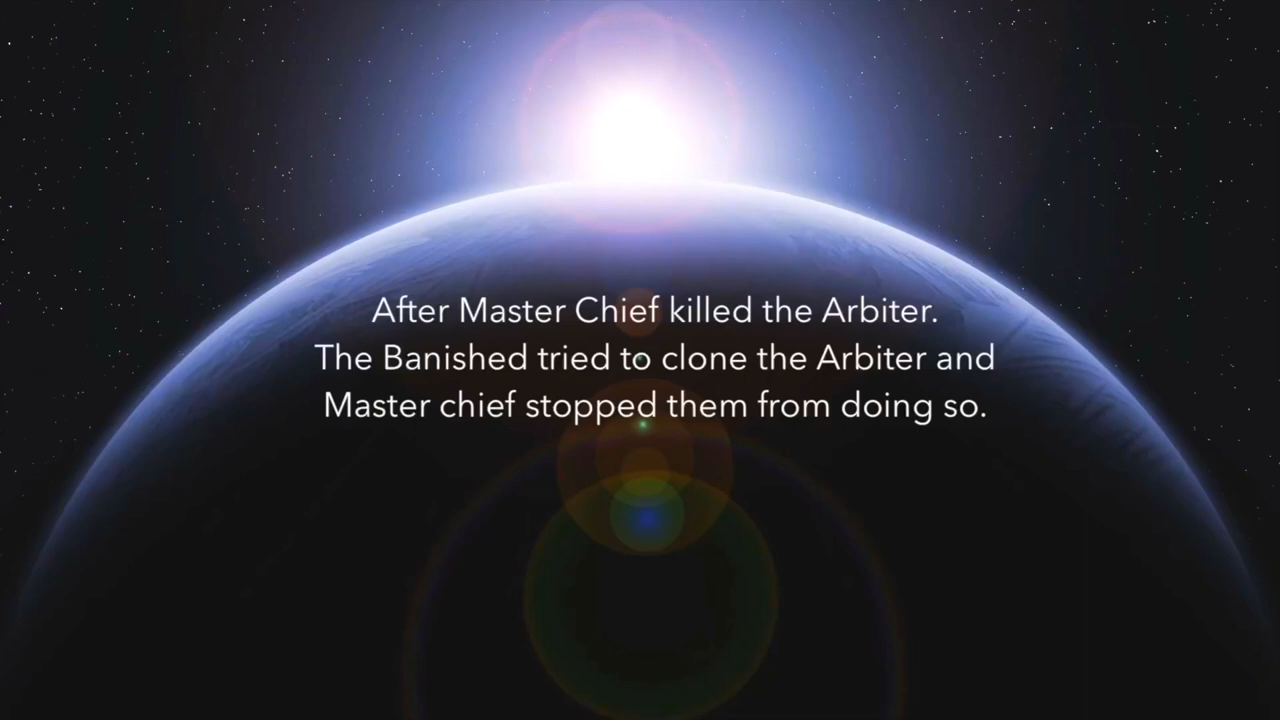 After Master Chief killed the Arbiter.
The Banished tried to clone the Arbiter and
Master chief stopped them from doing so.